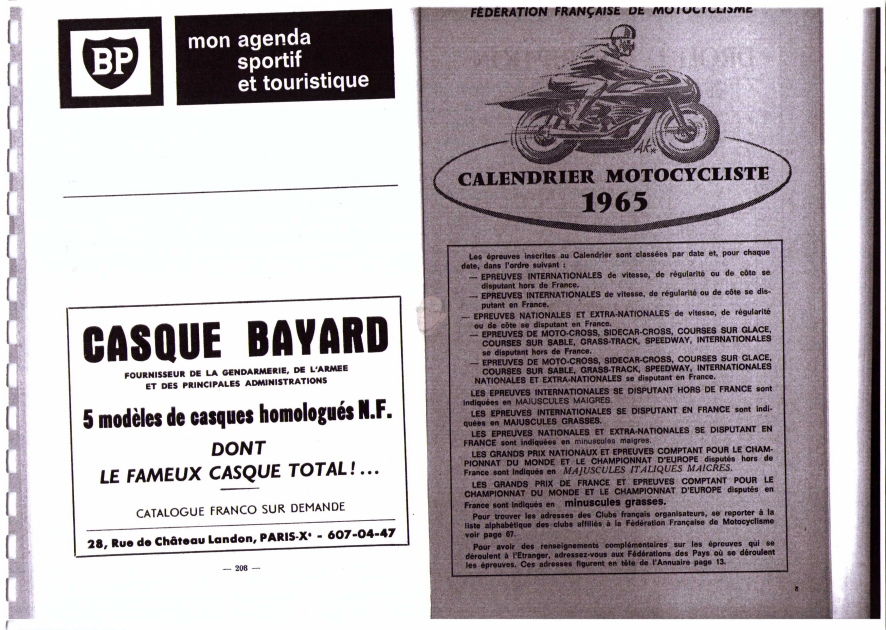 BP
mon agenda
sportif
et touristique
CASQUE BAYARD
FOURNISSEUR DE LA GENDARMERIE, DE L'ARMEE
ET DES PRINCIPALES ADMINISTRATIONS
5 modèles de casques homologués N.F.
DONT
LE FAMEUX CASQUE TOTAL!...
CATALOGUE FRANCO SUR DEMANDE
28, Rue de Château Landon, PARIS-Xe - 607-04-47
— 208 —
FÉDÉRATION FRANÇAISE DE MOTOCYCLISME
AK
CALENDRIER MOTOCYCLISTE
1965
Les épreuves inscrites au Calendrier sont classées par date et, pour chaque
date, dans l'ordre suivant :
— EPREUVES INTERNATIONALES de vitesse, de régularité ou de côte se
disputant hors de France.
— EPREUVES INTERNATIONALES de vitesse, de régularité ou de côte se dis-
putant en France.
— EPREUVES NATIONALES ET EXTRA-NATIONALES de vitesse, de régularité
ou de côte se disputant en France.
— EPREUVES DE MOTO-CROSS, SIDECAR-CROSS, COURSES SUR GLACE,
COURSES SUR SABLE, GRASS-TRACK, SPEEDWAY, INTERNATIONALES
se disputant hors de France.
— EPREUVES DE MOTO-CROSS, SIDECAR-CROSS, COURSES SUR GLACE,
COURSES SUR SABLE, GRASS-TRACK, SPEEDWAY, INTERNATIONALES
NATIONALES ET EXTRA-NATIONALES se disputant en France.
LES EPREUVES INTERNATIONALES SE DISPUTANT HORS DE FRANCE sont
indiquées en MAJUSCULES MAIGRES.
LES EPREUVES INTERNATIONALES SE DISPUTANT EN FRANCE sont indi-
quées en MAJUSCULES GRASSES.
LES EPREUVES NATIONALES ET EXTRA-NATIONALES SE DISPUTANT EN
FRANCE sont indiquées en minuscules maigres.
LES GRANDS PRIX NATIONAUX ET EPREUVES COMPTANT POUR LE CHAM-
PIONNAT DU MONDE ET LE CHAMPIONNAT D'EUROPE disputés hors de
France sont indiqués en MAJUSCULES ITALIQUES MAIGRES.
LES GRANDS PRIX DE FRANCE ET EPREUVES COMPTANT POUR LE
CHAMPIONNAT DU MONDE ET LE CHAMPIONNAT D'EUROPE disputés en
France sont indiqués en minuscules grasses.
Pour trouver les adresses des Clubs français organisateurs, se reporter à la
liste alphabétique des clubs affiliés à la Fédération Française de Motocyclisme
voir page 67.
Pour avoir des renseignements complémentaires sur les épreuves qui se
déroulent à l'Etranger, adressez-vous aux Fédérations des Pays où se déroulent
les épreuves. Ces adresses figurent en tête de l'Annuaire page 13.